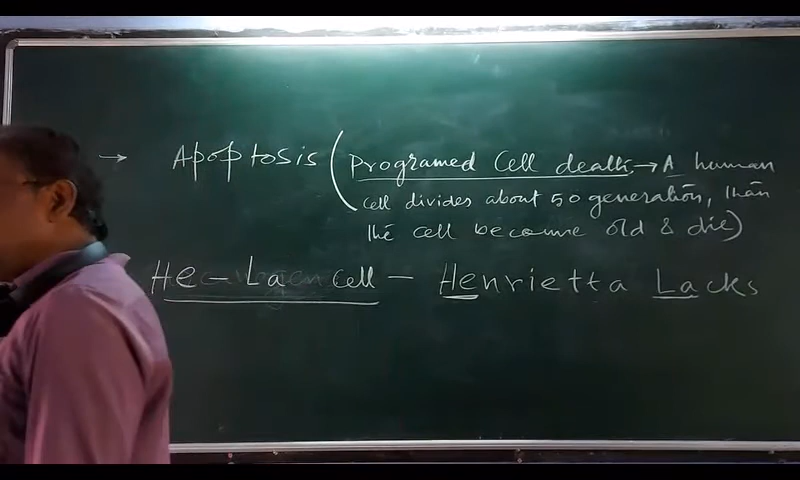 → Apoptosis (Programed Cell death → A human
cell divides about 50 generation, than
the cell become old & die)
He - La Cell - Henrietta Lacks